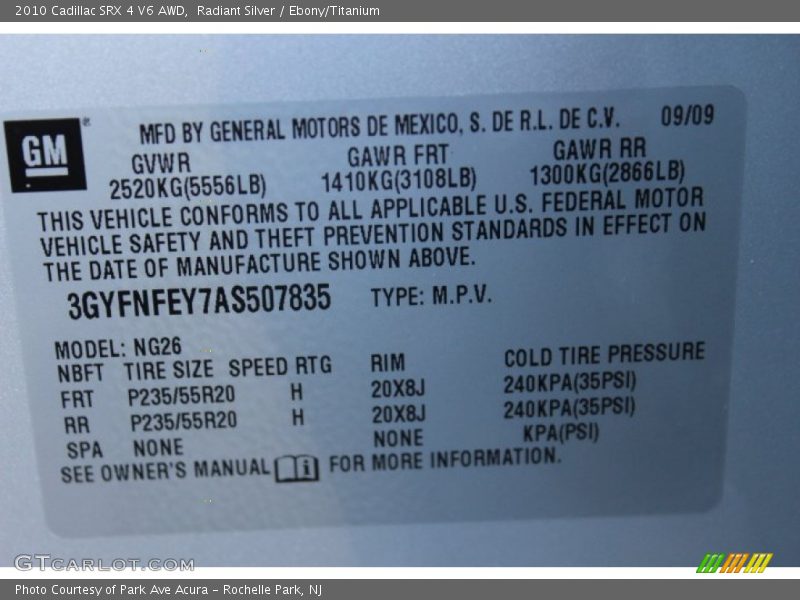 2010 Cadillac SRX 4 V6 AWD,  Radiant Silver / Ebony/Titanium
GM®
MFD BY GENERAL MOTORS DE MEXICO, S. DE R.L. DE C.V. 09/09
GVWR GAWR FRT GAWR RR
2520KG(5556LB) 1410KG(3108LB) 1300KG(2866LB)
THIS VEHICLE CONFORMS TO ALL APPLICABLE U.S. FEDERAL MOTOR
VEHICLE SAFETY AND THEFT PREVENTION STANDARDS IN EFFECT ON
THE DATE OF MANUFACTURE SHOWN ABOVE.
3GYFNFEY7AS507835 TYPE: M.P.V.
MODEL: NG26
NBFT TIRE SIZE SPEED RTG RIM COLD TIRE PRESSURE
FRT P235/55R20 H 20X8J 240KPA(35PSI)
RR P235/55R20 H 20X8J 240KPA(35PSI)
SPA NONE NONE KPA(PSI)
SEE OWNER'S MANUAL i FOR MORE INFORMATION.
GTCARLOT.COM
Photo Courtesy of Park Ave Acura - Rochelle Park, NJ